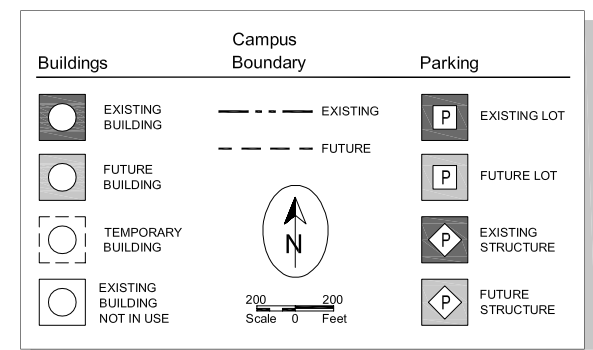 Buildings
Campus
Boundary
Parking
EXISTING
BUILDING
FUTURE
BUILDING
TEMPORARY
BUILDING
EXISTING
BUILDING
NOT IN USE
EXISTING
FUTURE
N
200 200
Scale 0 Feet
P EXISTING LOT
P FUTURE LOT
P EXISTING
STRUCTURE
P FUTURE
STRUCTURE